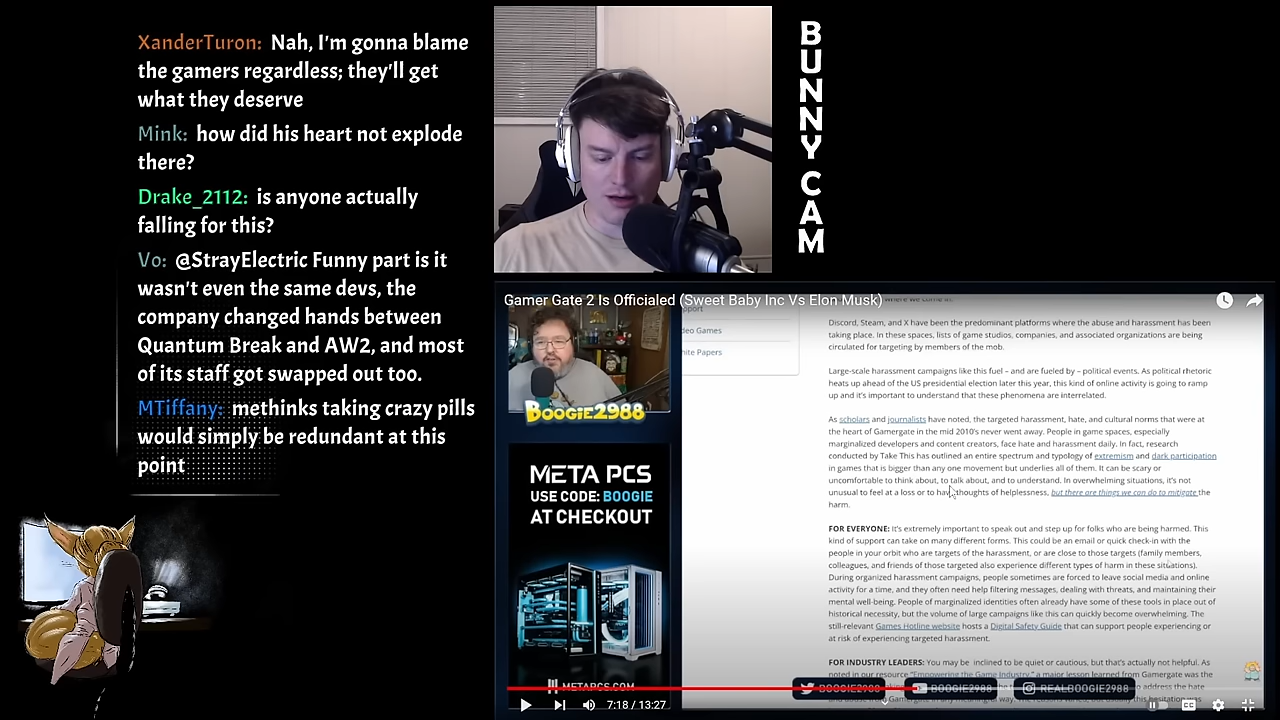 XanderTuron: Nah, I'm gonna blame
the gamers regardless; they'll get
what they deserve
Mink: how did his heart not explode
there?
Drake_2112: is anyone actually
falling for this?
Vo: @StrayElectric Funny part is it
wasn't even the same devs, the
company changed hands between
Quantum Break and AW2, and most
of its staff got swapped out too.
MTiffany: methinks taking crazy pills
would simply be redundant at this
point
BUNNY CAM
Gamer Gate 2 Is Officialed (Sweet Baby Inc Vs Elon Musk)
BOOGIE2988
META PCS
USE CODE: BOOGIE
AT CHECKOUT
METAPCS.COM
Discord, Steam, and X have been the predominant platforms where the abuse and harassment has been
taking place. In these spaces, lists of game studios, companies, and associated organizations are being
circulated for targeting by members of the mob.
Large-scale harassment campaigns like this fuel – and are fueled by – political events. As political rhetoric
heats up ahead of the US presidential election later this year, this kind of online activity is going to ramp
up and it's important to understand that these phenomena are interrelated.
As scholars and journalists have noted, the targeted harassment, hate, and cultural norms that were at
the heart of Gamergate in the mid 2010's never went away. People in game spaces, especially
marginalized developers and content creators, face hate and harassment daily. In fact, research
conducted by Take This has outlined an entire spectrum and typology of extremism and dark participation
in games that is bigger than any one movement but underlies all of them. It can be scary or
uncomfortable to think about, to talk about, and to understand. In overwhelming situations, it's not
unusual to feel at a loss or to have thoughts of helplessness, but there are things we can do to mitigate the
harm.
FOR EVERYONE: It's extremely important to speak out and step up for folks who are being harmed. This
kind of support can take on many different forms. This could be an email or quick check-in with the
people in your orbit who are targets of the harassment, or are close to those targets (family members,
colleagues, and friends of those targeted also experience different types of harm in these situations).
During organized harassment campaigns, people sometimes are forced to leave social media and online
activity for a time, and they often need help filtering messages, dealing with threats, and maintaining their
mental well-being. People of marginalized identities often already have some of these tools in place out of
historical necessity, but the volume of large campaigns like this can quickly become overwhelming. The
still-relevant Games Hotline website hosts a Digital Safety Guide that can support people experiencing or
at risk of experiencing targeted harassment.
FOR INDUSTRY LEADERS: You may be inclined to be quiet or cautious, but that's actually not helpful. As
noted in our resource "Empowering the Game Industry," a major lesson learned from Gamergate was the
address the hate
BOOGIE2988
BOOGIE2988
REALBOOGIE2988
7:18 / 13:27
CC